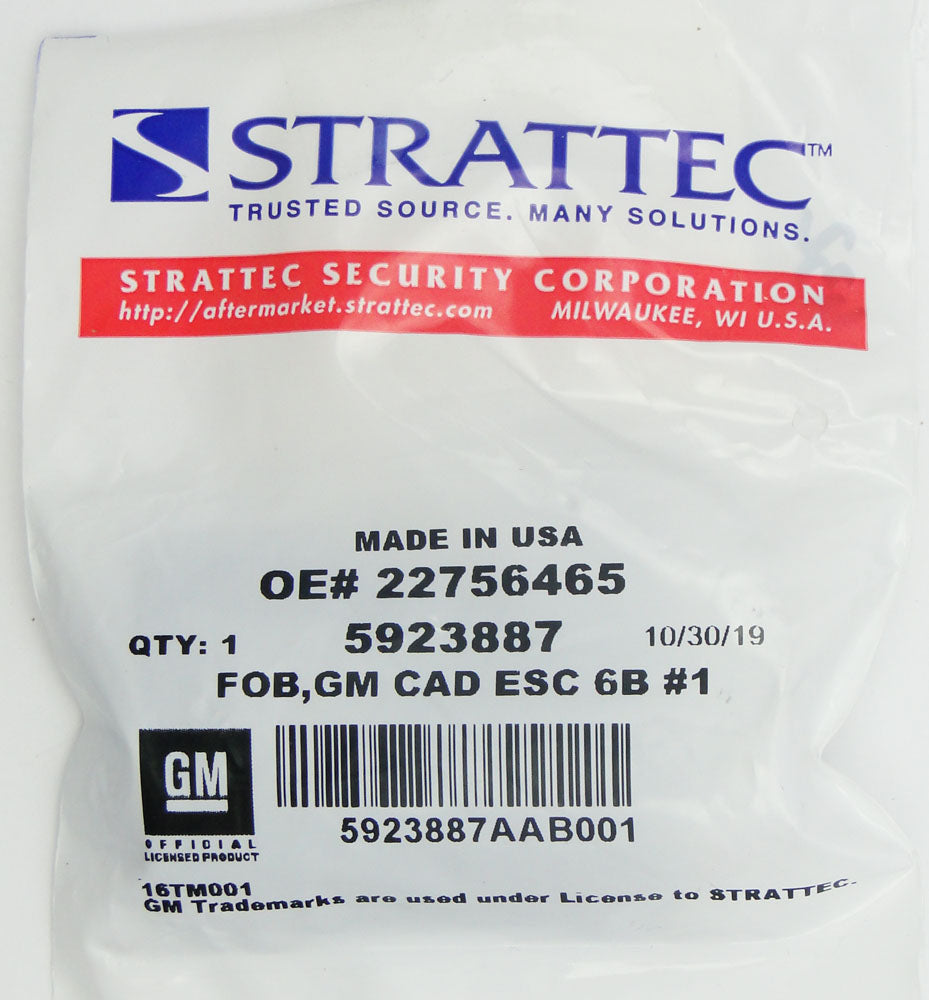 STRATTEC™
TRUSTED SOURCE. MANY SOLUTIONS.
STRATTEC SECURITY CORPORATION
http://aftermarket.strattec.com MILWAUKEE, WI U.S.A.
MADE IN USA
OE# 22756465
QTY: 1 5923887 10/30/19
FOB,GM CAD ESC 6B #1
GM
OFFICIAL
LICENSED PRODUCT
5923887AAB001
16TM001
GM Trademarks are used under License to STRATTEC.